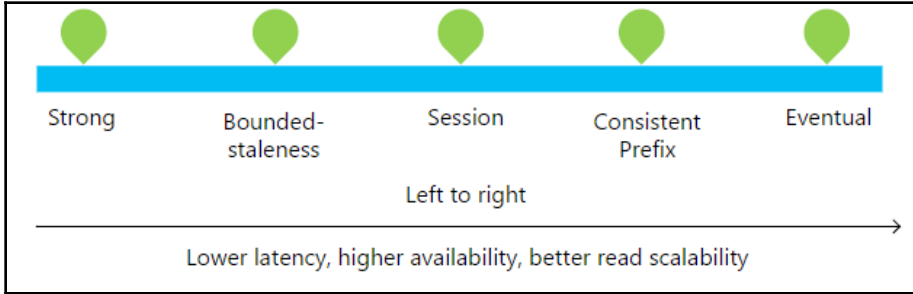 Strong
Bounded-
staleness
Session
Consistent
Prefix
Eventual
Left to right
Lower latency, higher availability, better read scalability